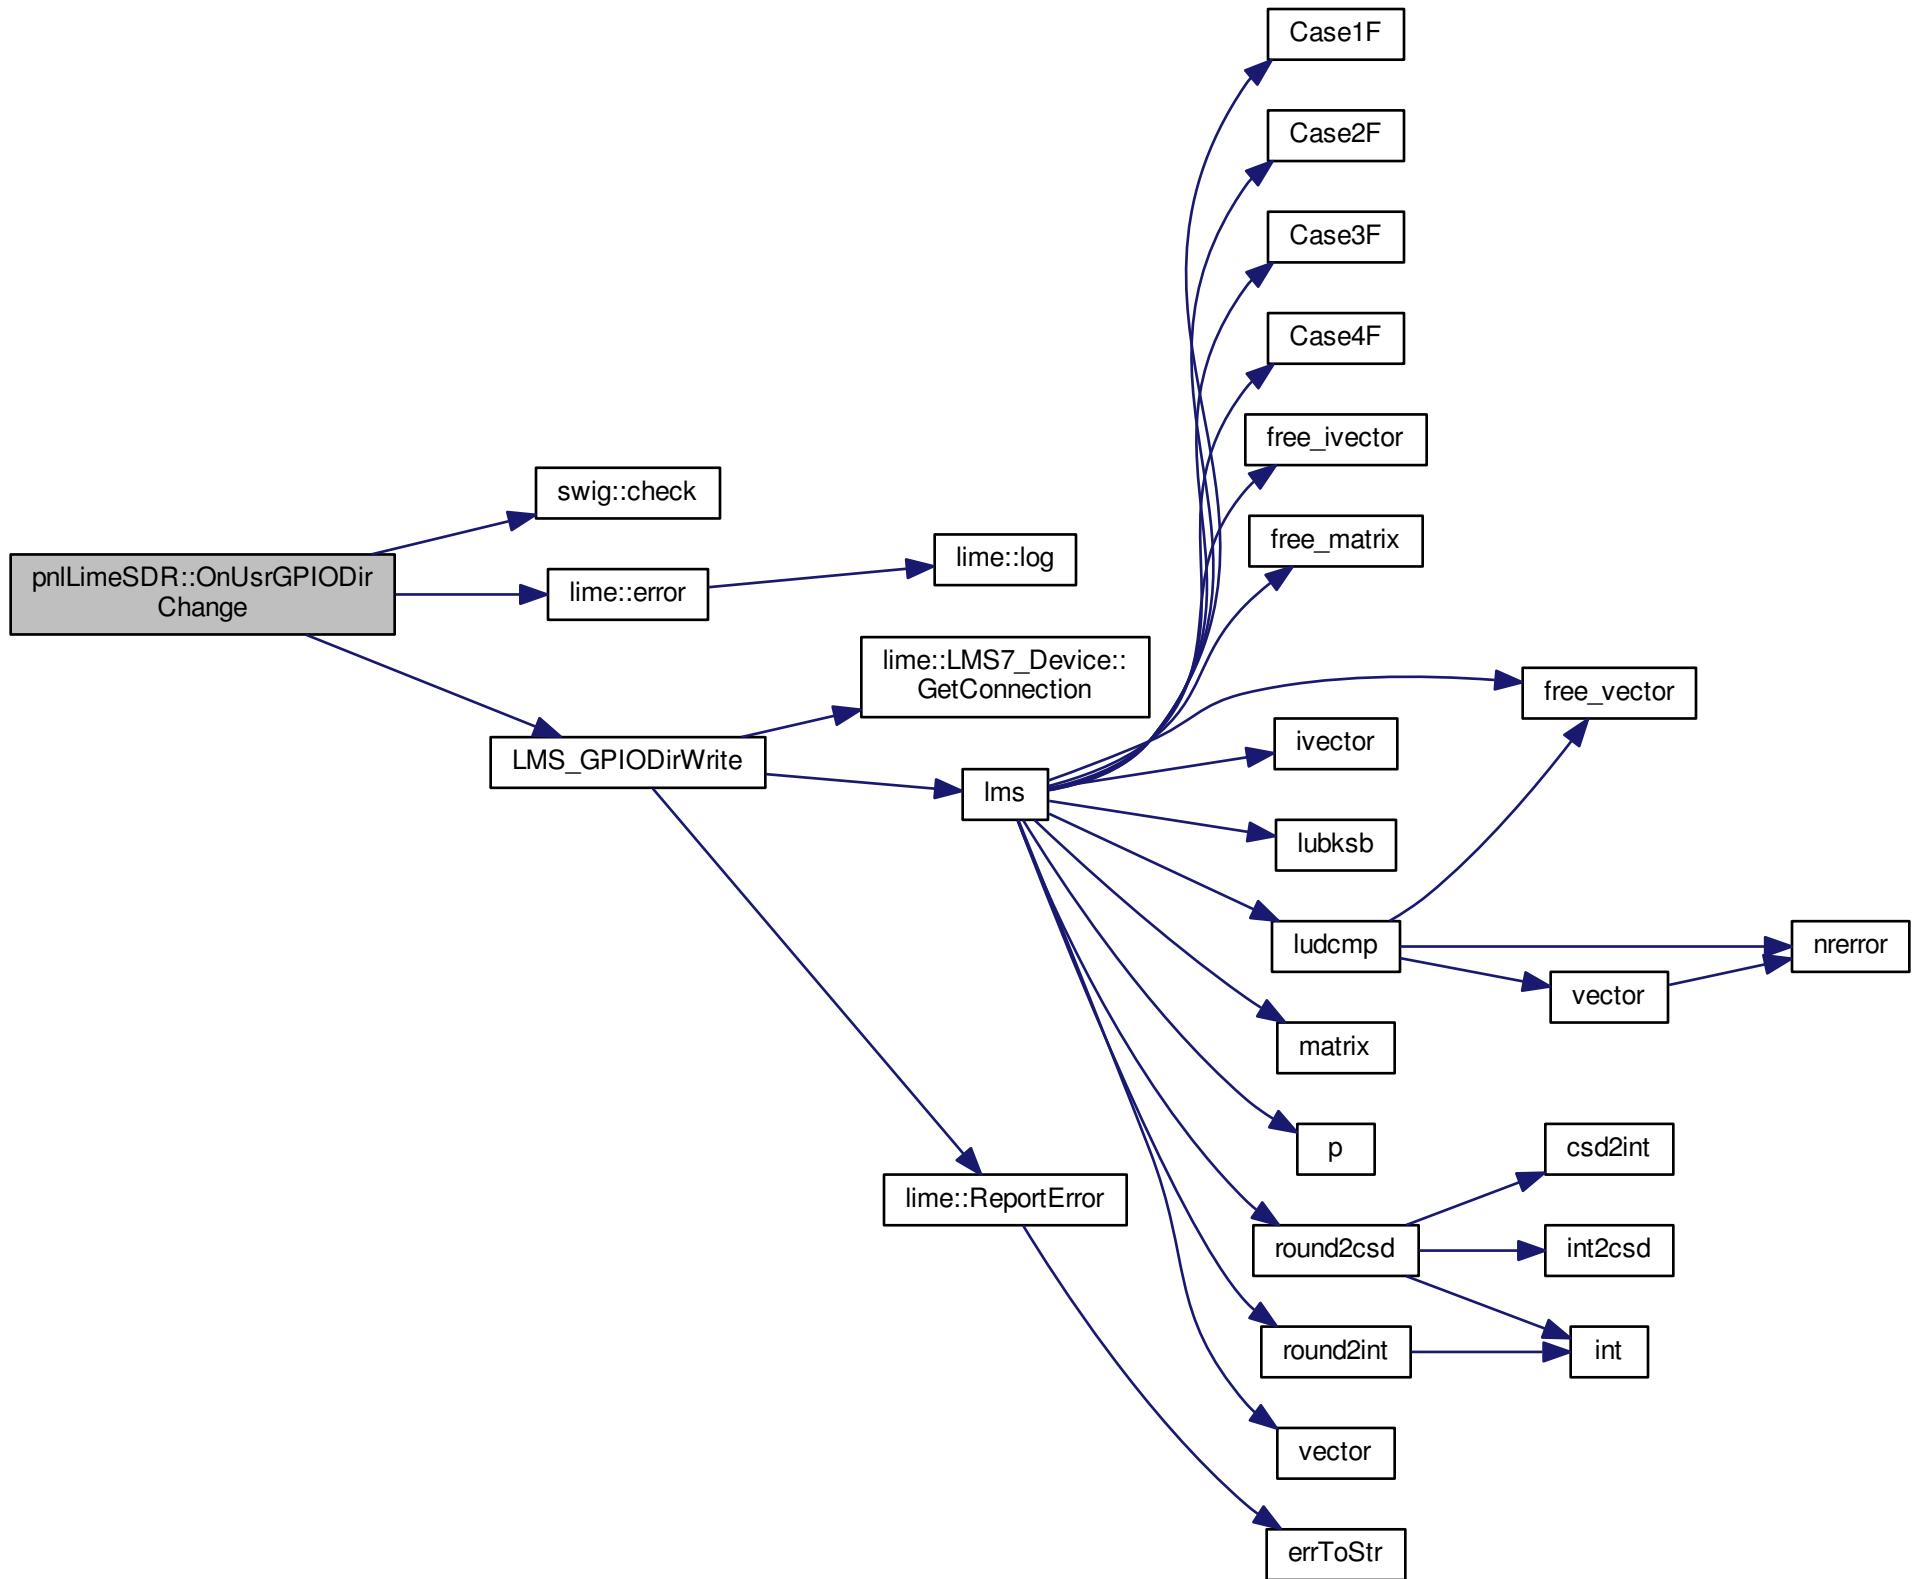 Case1F
Case2F
Case3F
Case4F
free_ivector
swig::check
free_matrix
lime::log
pnlLimeSDR::OnUsrGPIODir
Change
lime::error
lime::LMS7_Device::
GetConnection
free_vector
ivector
LMS_GPIODirWrite
lms
lubksb
ludcmp
nrerror
vector
matrix
p
csd2int
lime::ReportError
round2csd
int2csd
round2int
int
vector
errToStr